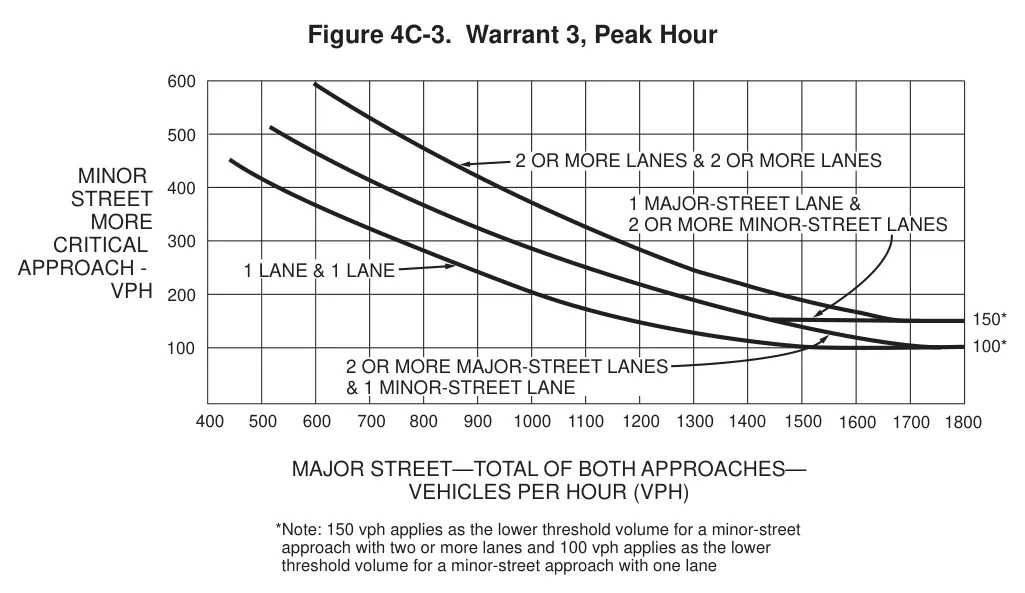 Figure 4C-3. Warrant 3, Peak Hour
600
500
400
300
200
100
MINOR
STREET
MORE
CRITICAL
APPROACH -
VPH
2 OR MORE LANES & 2 OR MORE LANES
1 MAJOR-STREET LANE &
2 OR MORE MINOR-STREET LANES
1 LANE & 1 LANE
150*
100*
2 OR MORE MAJOR-STREET LANES
& 1 MINOR-STREET LANE
400 500 600 700 800 900 1000 1100 1200 1300 1400 1500 1600 1700 1800
MAJOR STREET—TOTAL OF BOTH APPROACHES—
VEHICLES PER HOUR (VPH)
*Note: 150 vph applies as the lower threshold volume for a minor-street
approach with two or more lanes and 100 vph applies as the lower
threshold volume for a minor-street approach with one lane